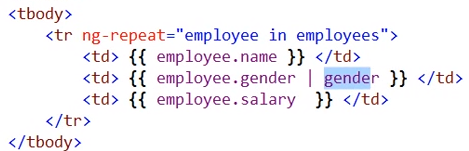 <tbody>
    <tr ng-repeat="employee in employees">
        <td> {{ employee.name }} </td>
        <td> {{ employee.gender | gender }} </td>
        <td> {{ employee.salary  }} </td>
    </tr>
</tbody>